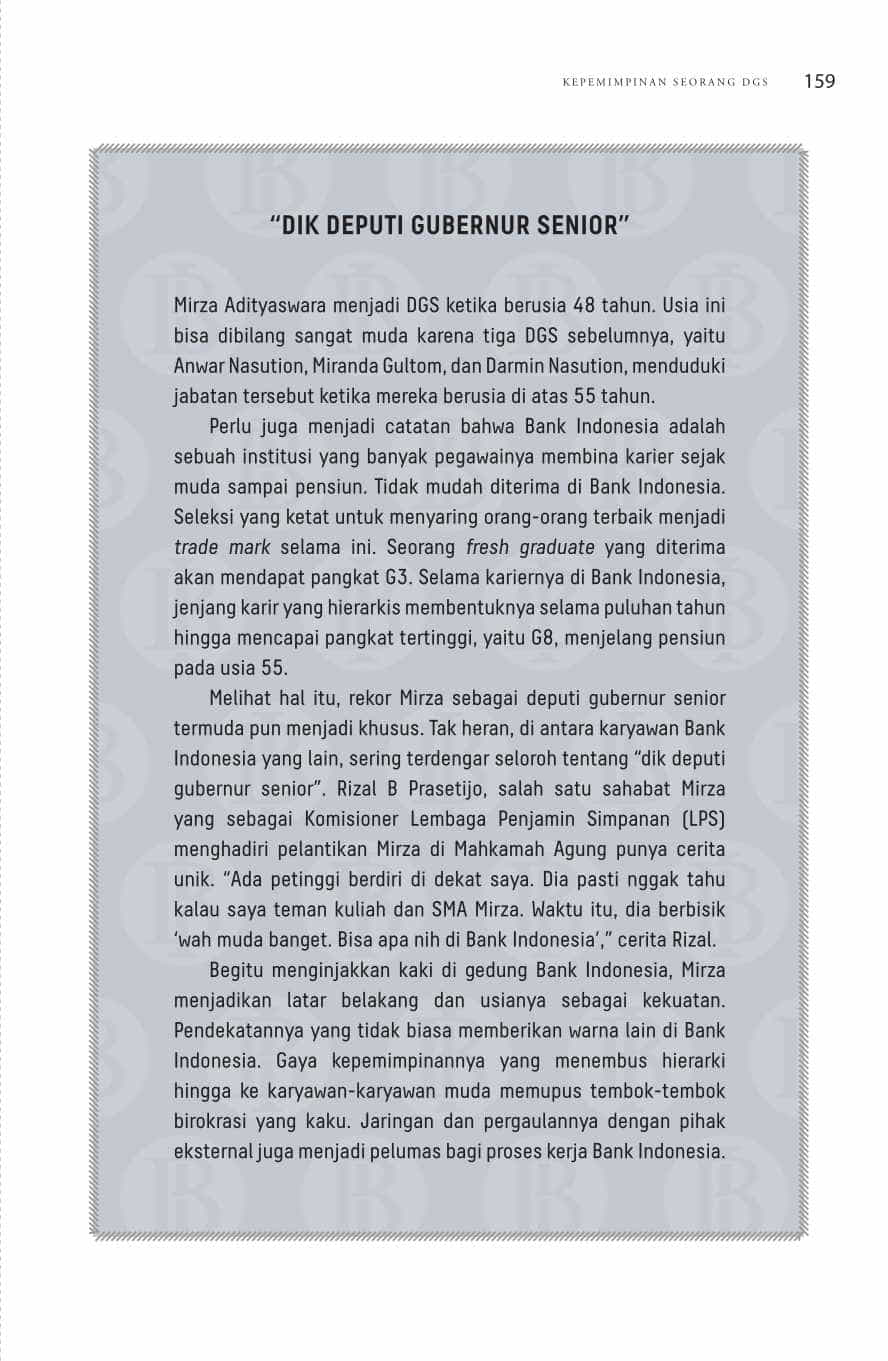 KEPEMIMPINAN SEORANG DGS 159
“DIK DEPUTI GUBERNUR SENIOR”
Mirza Adityaswara menjadi DGS ketika berusia 48 tahun. Usia ini
bisa dibilang sangat muda karena tiga DGS sebelumnya, yaitu
Anwar Nasution, Miranda Gultom, dan Darmin Nasution, menduduki
jabatan tersebut ketika mereka berusia di atas 55 tahun.
Perlu juga menjadi catatan bahwa Bank Indonesia adalah
sebuah institusi yang banyak pegawainya membina karier sejak
muda sampai pensiun. Tidak mudah diterima di Bank Indonesia.
Seleksi yang ketat untuk menyaring orang-orang terbaik menjadi
trade mark selama ini. Seorang fresh graduate yang diterima
akan mendapat pangkat G3. Selama kariernya di Bank Indonesia,
jenjang karir yang hierarkis membentuknya selama puluhan tahun
hingga mencapai pangkat tertinggi, yaitu G8, menjelang pensiun
pada usia 55.
Melihat hal itu, rekor Mirza sebagai deputi gubernur senior
termuda pun menjadi khusus. Tak heran, di antara karyawan Bank
Indonesia yang lain, sering terdengar seloroh tentang “dik deputi
gubernur senior”. Rizal B Prasetijo, salah satu sahabat Mirza
yang sebagai Komisioner Lembaga Penjamin Simpanan (LPS)
menghadiri pelantikan Mirza di Mahkamah Agung punya cerita
unik. “Ada petinggi berdiri di dekat saya. Dia pasti nggak tahu
kalau saya teman kuliah dan SMA Mirza. Waktu itu, dia berbisik
‘wah muda banget. Bisa apa nih di Bank Indonesia’,” cerita Rizal.
Begitu menginjakkan kaki di gedung Bank Indonesia, Mirza
menjadikan latar belakang dan usianya sebagai kekuatan.
Pendekatannya yang tidak biasa memberikan warna lain di Bank
Indonesia. Gaya kepemimpinannya yang menembus hierarki
hingga ke karyawan-karyawan muda memupus tembok-tembok
birokrasi yang kaku. Jaringan dan pergaulannya dengan pihak
eksternal juga menjadi pelumas bagi proses kerja Bank Indonesia.